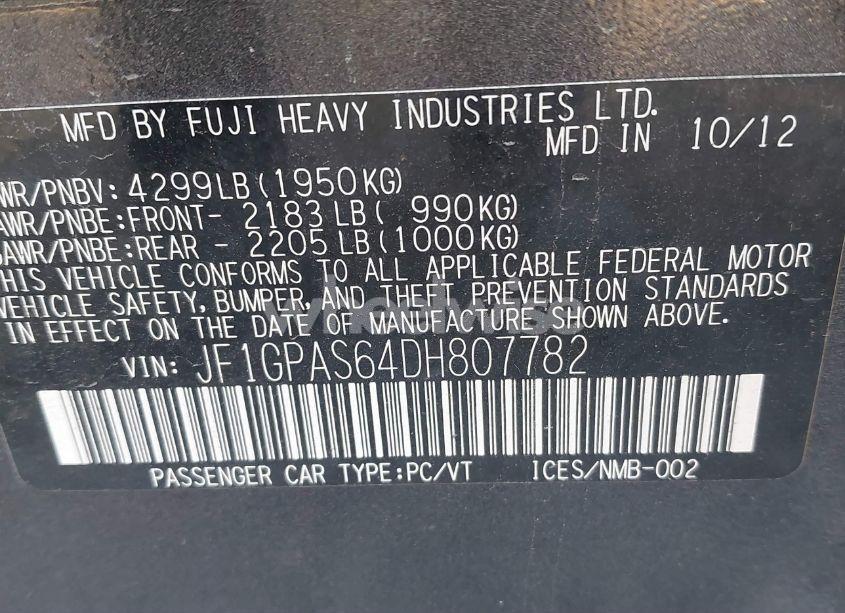 MFD BY FUJI HEAVY INDUSTRIES LTD.
MFD IN 10/12
WR/PNBV:4299LB(1950KG)
AWR/PNBE:FRONT- 2183 LB( 990KG)
GAWR/PNBE:REAR - 2205 LB(1000KG)
THIS VEHICLE CONFORMS TO ALL APPLICABLE FEDERAL MOTOR
VEHICLE SAFETY, BUMPER, AND THEFT PREVENTION STANDARDS
IN EFFECT ON THE DATE OF MANUFACTURE SHOWN ABOVE.
VIN: JF1GPAS64DH807782
PASSENGER CAR TYPE:PC/VT ICES/NMB-002